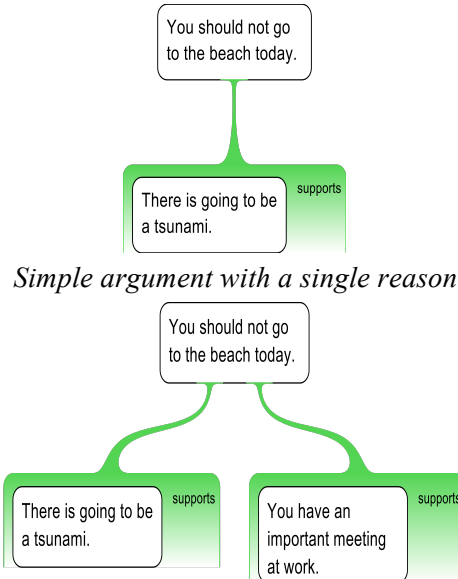 You should not go
to the beach today.
There is going to be
a tsunami.
supports
Simple argument with a single reason
You should not go
to the beach today.
There is going to be
a tsunami.
supports
You have an
important meeting
at work.
supports